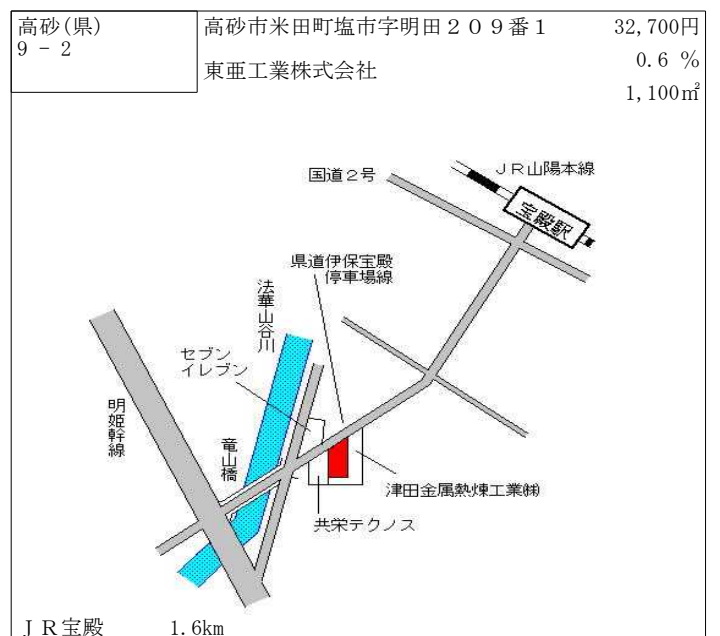 高砂(県)
9 － 2
高砂市米田町塩市字明田２０９番１
32,700円
東亜工業株式会社
0.6 %
1,100㎡
ＪＲ山陽本線
国道２号
宝殿駅
県道伊保宝殿
停車場線
法華山谷川
セブン
イレブン
明姫幹線
竜山橋
津田金属熱煉工業㈱
共栄テクノス
ＪＲ宝殿
1.6km